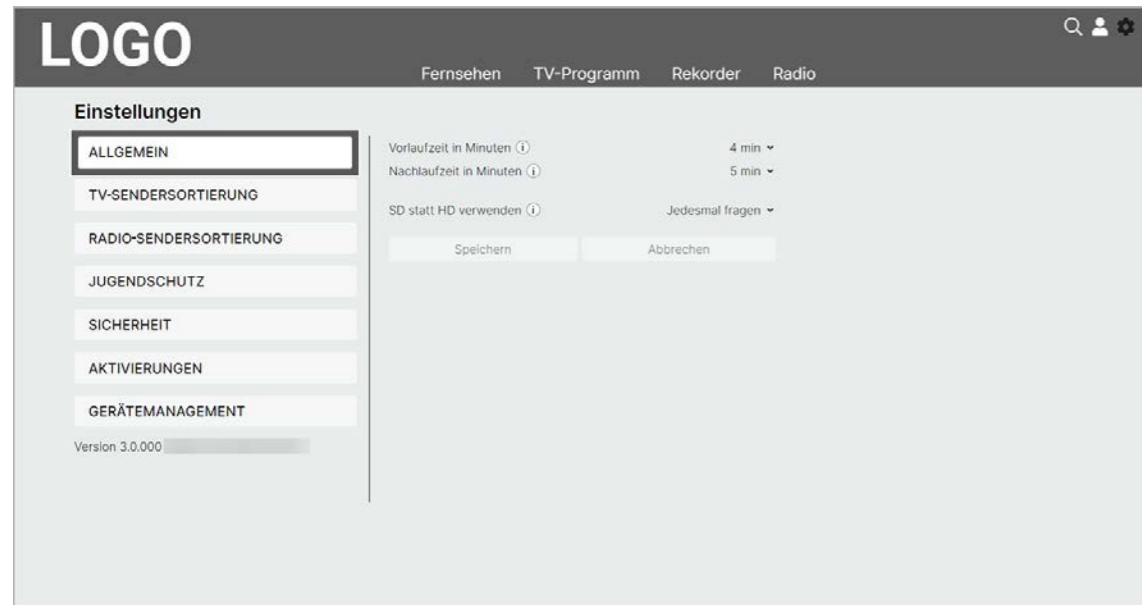 LOGO
Fernsehen TV-Programm Rekorder Radio
Einstellungen
ALLGEMEIN
TV-SENDERSORTIERUNG
RADIO-SENDERSORTIERUNG
JUGENDSCHUTZ
SICHERHEIT
AKTIVIERUNGEN
GERÄTEMANAGEMENT
Version 3.0.000
Vorlaufzeit in Minuten i 4 min
Nachlaufzeit in Minuten i 5 min
SD statt HD verwenden i Jedesmal fragen
Speichern Abbrechen